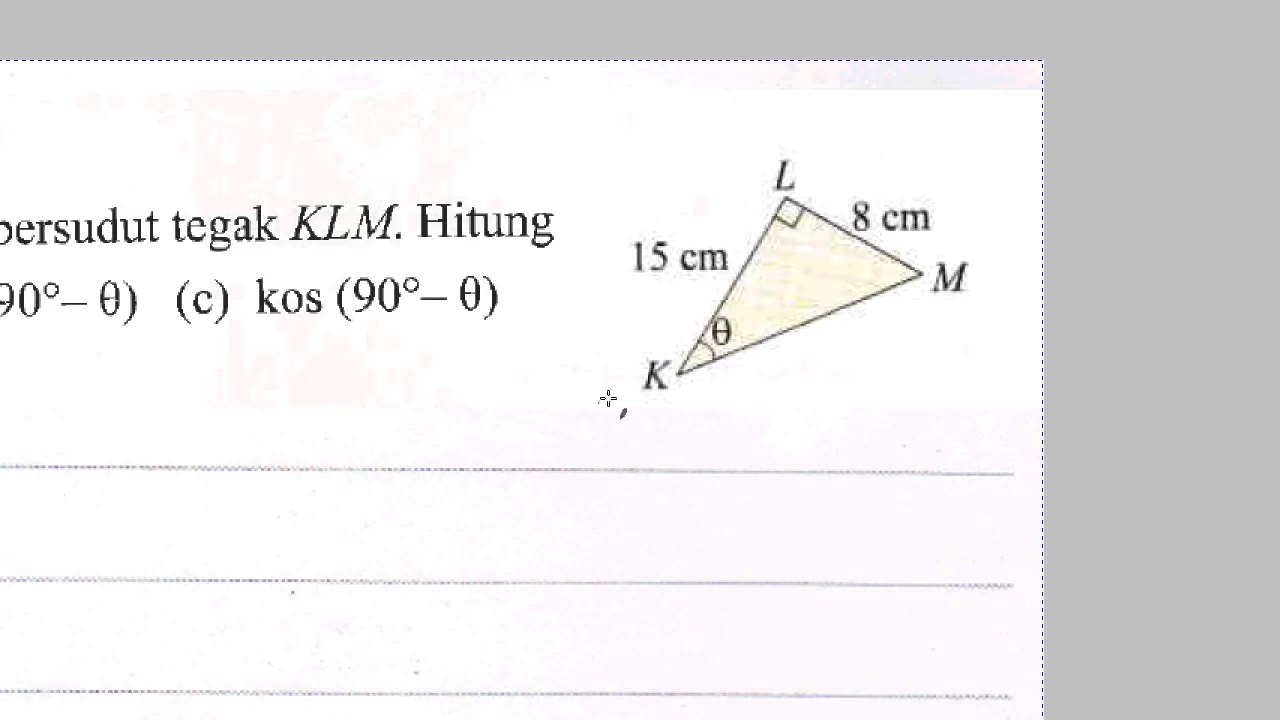 bersudut tegak KLM. Hitung
90°– θ) (c) kos (90°– θ)
L
8 cm
15 cm
M
θ
K